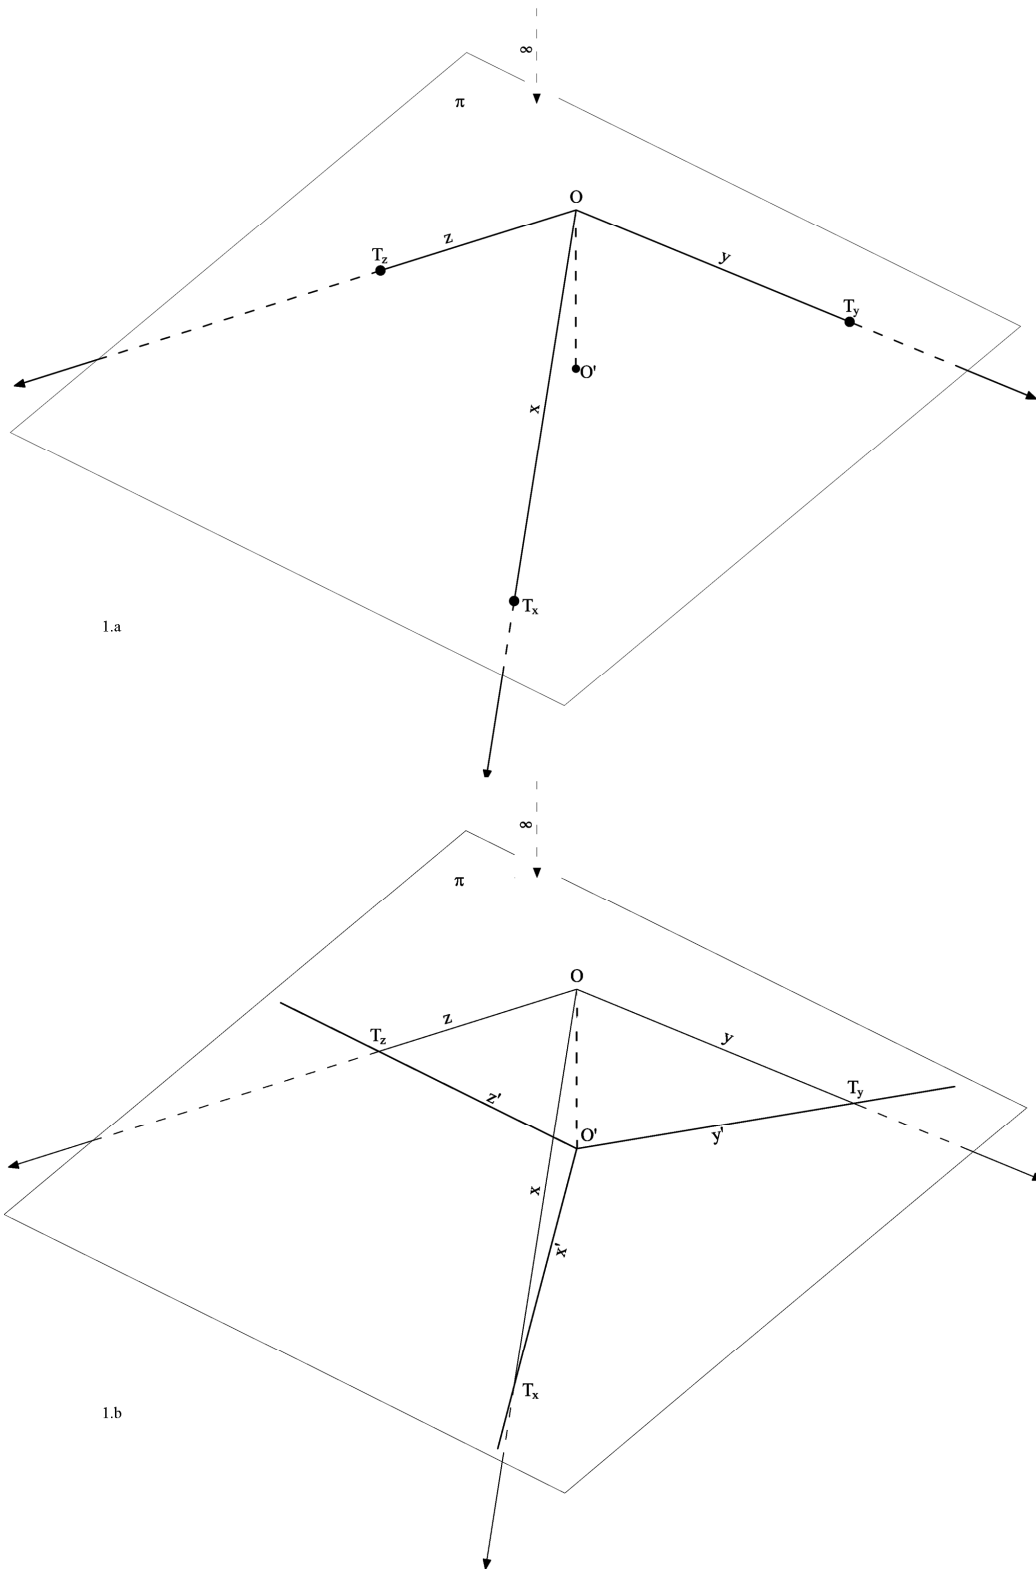 ∞
π
O
z
T_z
y
T_y
O'
x
T_x
1.a
∞
π
O
z
T_z
y
T_y
z'
O'
y'
x
x'
T_x
1.b